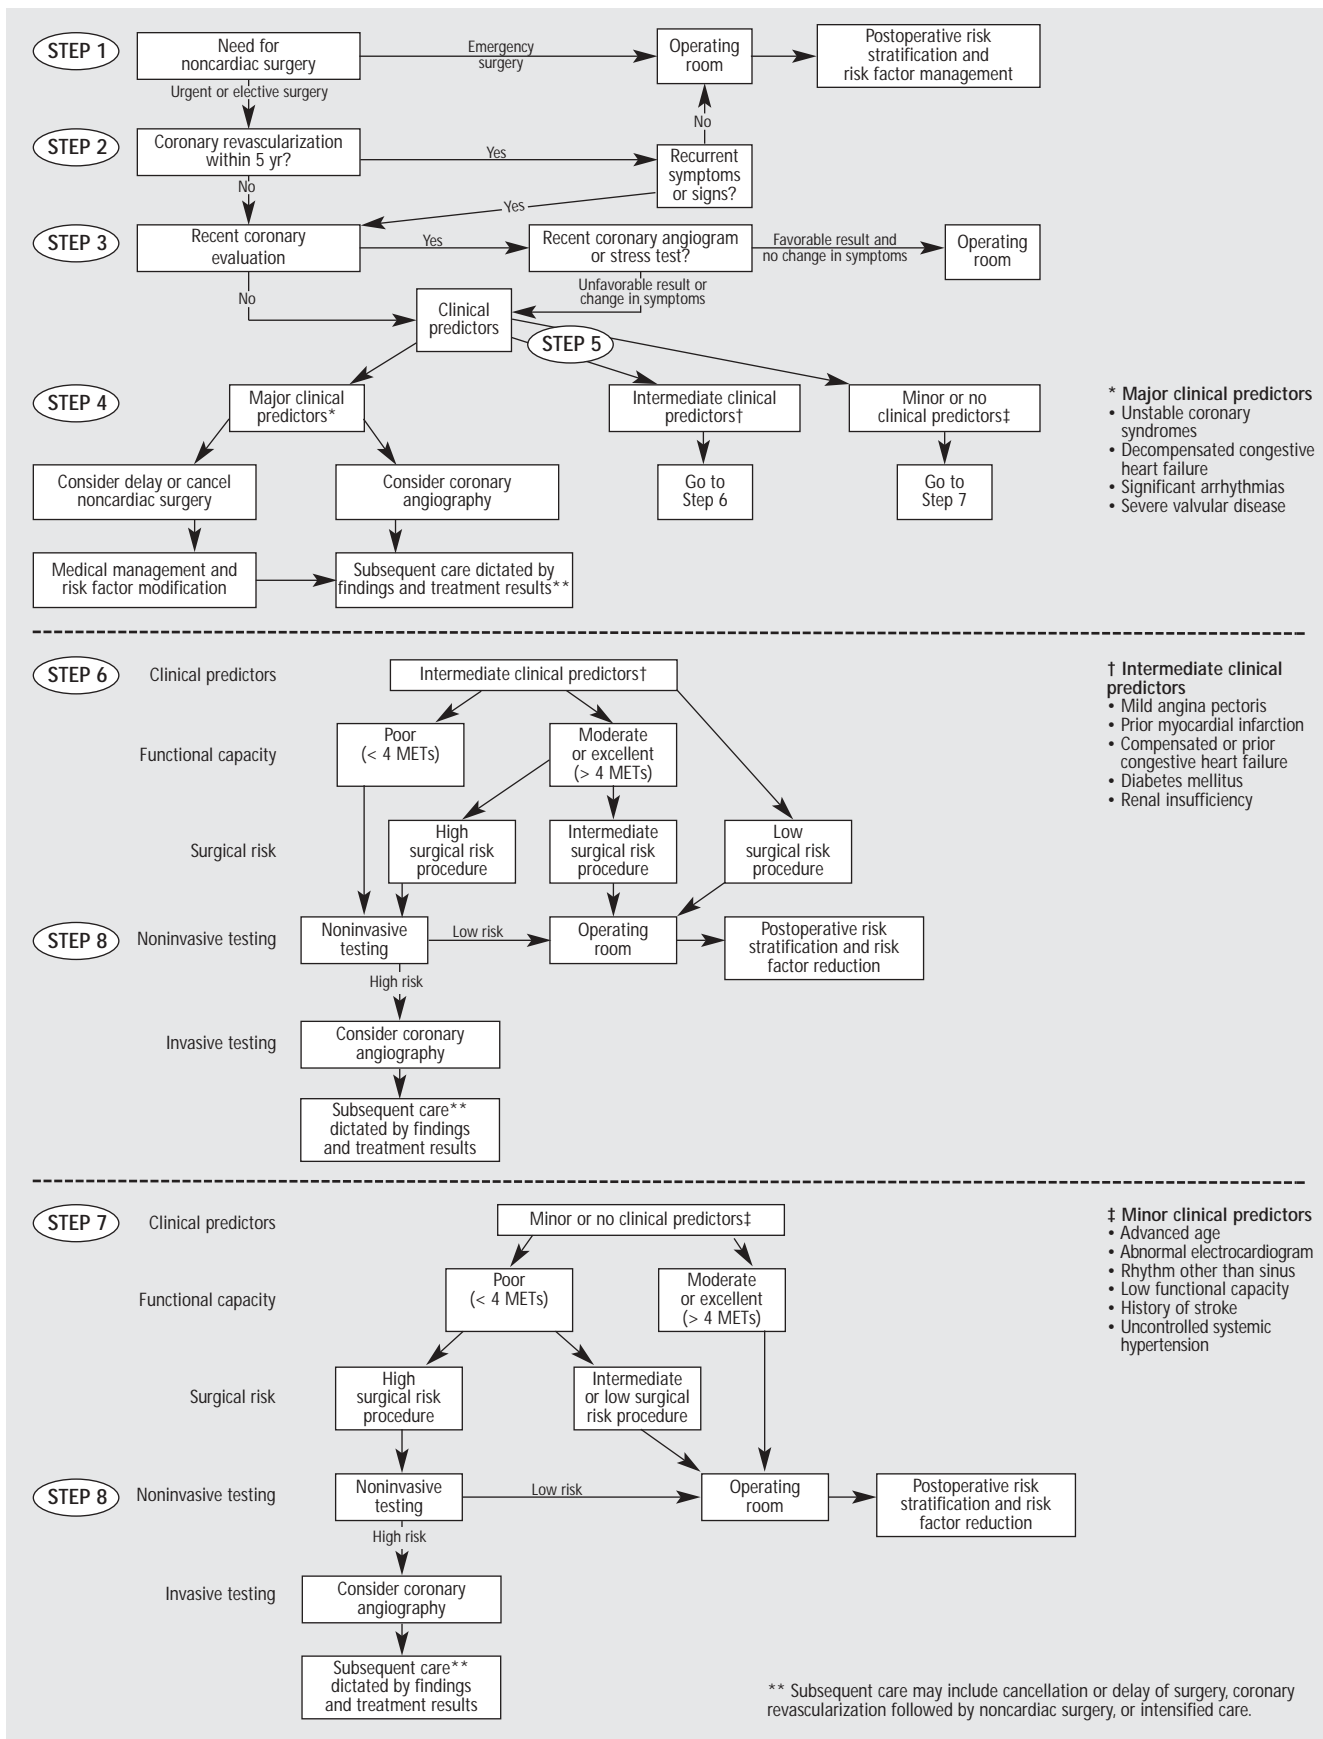 STEP 1
Need for
noncardiac surgery
Emergency
surgery
Operating
room
Postoperative risk
stratification and
risk factor management
Urgent or elective surgery
No
STEP 2
Coronary revascularization
within 5 yr?
Yes
Recurrent
symptoms
or signs?
No
Yes
STEP 3
Recent coronary
evaluation
Yes
Recent coronary angiogram
or stress test?
Favorable result and
no change in symptoms
Operating
room
No
Unfavorable result or
change in symptoms
Clinical
predictors
STEP 5
STEP 4
Major clinical
predictors*
Intermediate clinical
predictors†
Minor or no
clinical predictors‡
Consider delay or cancel
noncardiac surgery
Consider coronary
angiography
Go to
Step 6
Go to
Step 7
Medical management and
risk factor modification
Subsequent care dictated by
findings and treatment results**
* Major clinical predictors
• Unstable coronary
syndromes
• Decompensated congestive
heart failure
• Significant arrhythmias
• Severe valvular disease
STEP 6
Clinical predictors
Intermediate clinical predictors†
Functional capacity
Poor
(< 4 METs)
Moderate
or excellent
(> 4 METs)
Surgical risk
High
surgical risk
procedure
Intermediate
surgical risk
procedure
Low
surgical risk
procedure
STEP 8
Noninvasive testing
Noninvasive
testing
Low risk
Operating
room
Postoperative risk
stratification and risk
factor reduction
High risk
Invasive testing
Consider coronary
angiography
Subsequent care**
dictated by findings
and treatment results
† Intermediate clinical
predictors
• Mild angina pectoris
• Prior myocardial infarction
• Compensated or prior
congestive heart failure
• Diabetes mellitus
• Renal insufficiency
STEP 7
Clinical predictors
Minor or no clinical predictors‡
Functional capacity
Poor
(< 4 METs)
Moderate
or excellent
(> 4 METs)
Surgical risk
High
surgical risk
procedure
Intermediate
or low surgical
risk procedure
STEP 8
Noninvasive testing
Noninvasive
testing
Low risk
Operating
room
Postoperative risk
stratification and risk
factor reduction
High risk
Invasive testing
Consider coronary
angiography
Subsequent care**
dictated by findings
and treatment results
‡ Minor clinical predictors
• Advanced age
• Abnormal electrocardiogram
• Rhythm other than sinus
• Low functional capacity
• History of stroke
• Uncontrolled systemic
hypertension
** Subsequent care may include cancellation or delay of surgery, coronary
revascularization followed by noncardiac surgery, or intensified care.